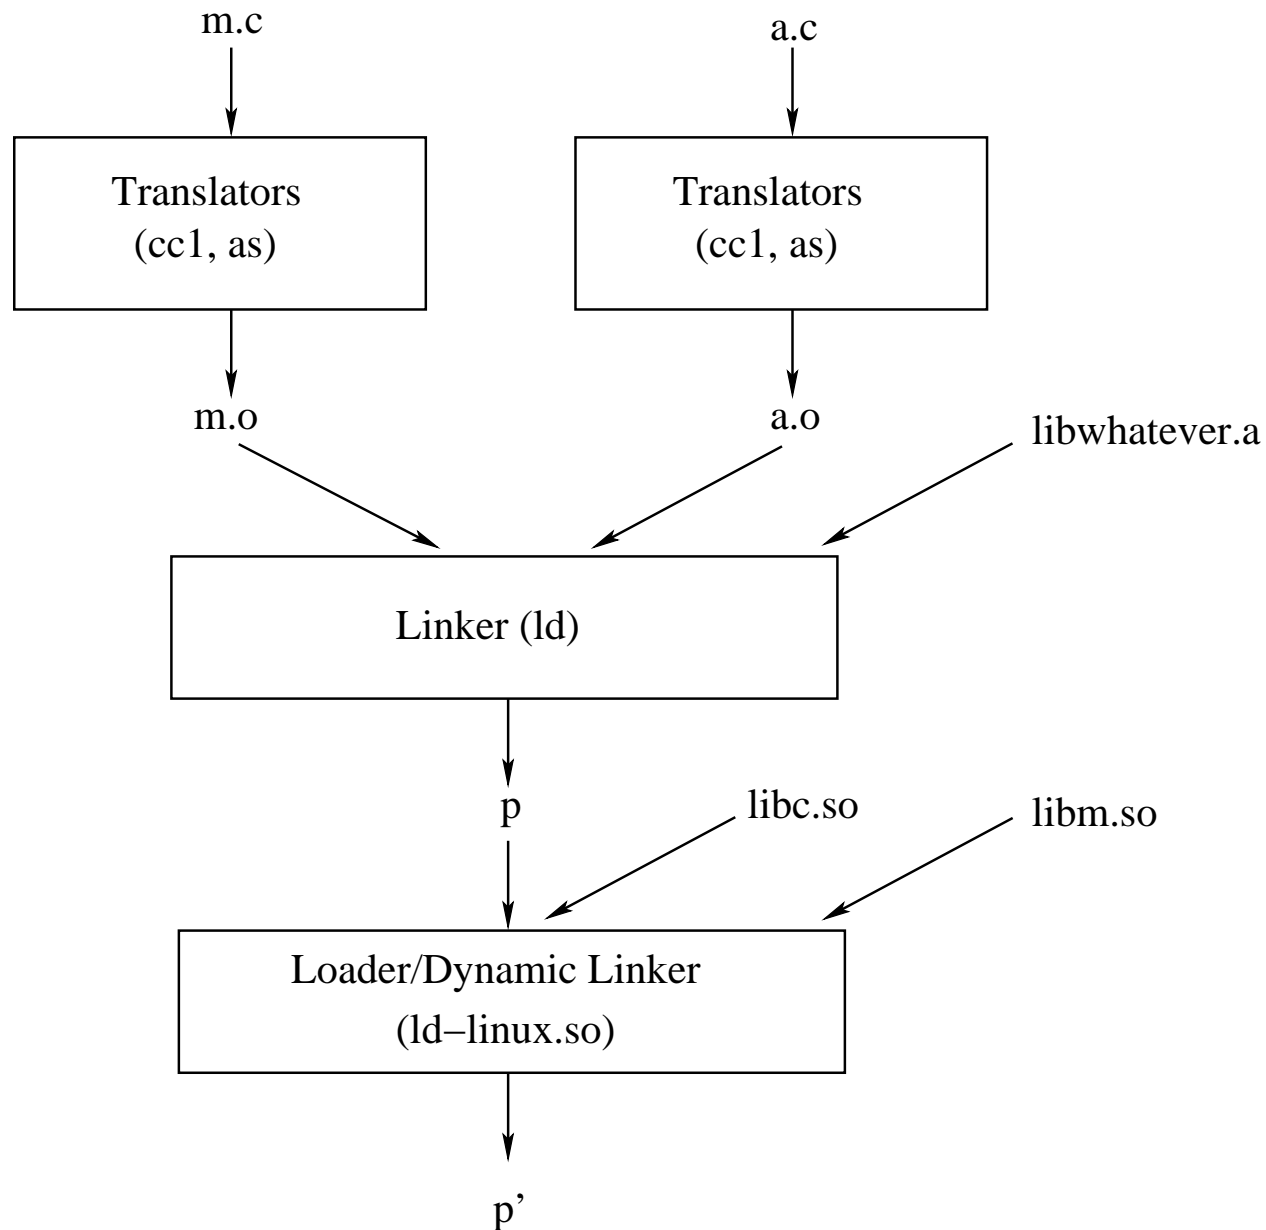 m.c
a.c
Translators
(cc1, as)
Translators
(cc1, as)
m.o
a.o
libwhatever.a
Linker (ld)
p
libc.so
libm.so
Loader/Dynamic Linker
(ld−linux.so)
p’